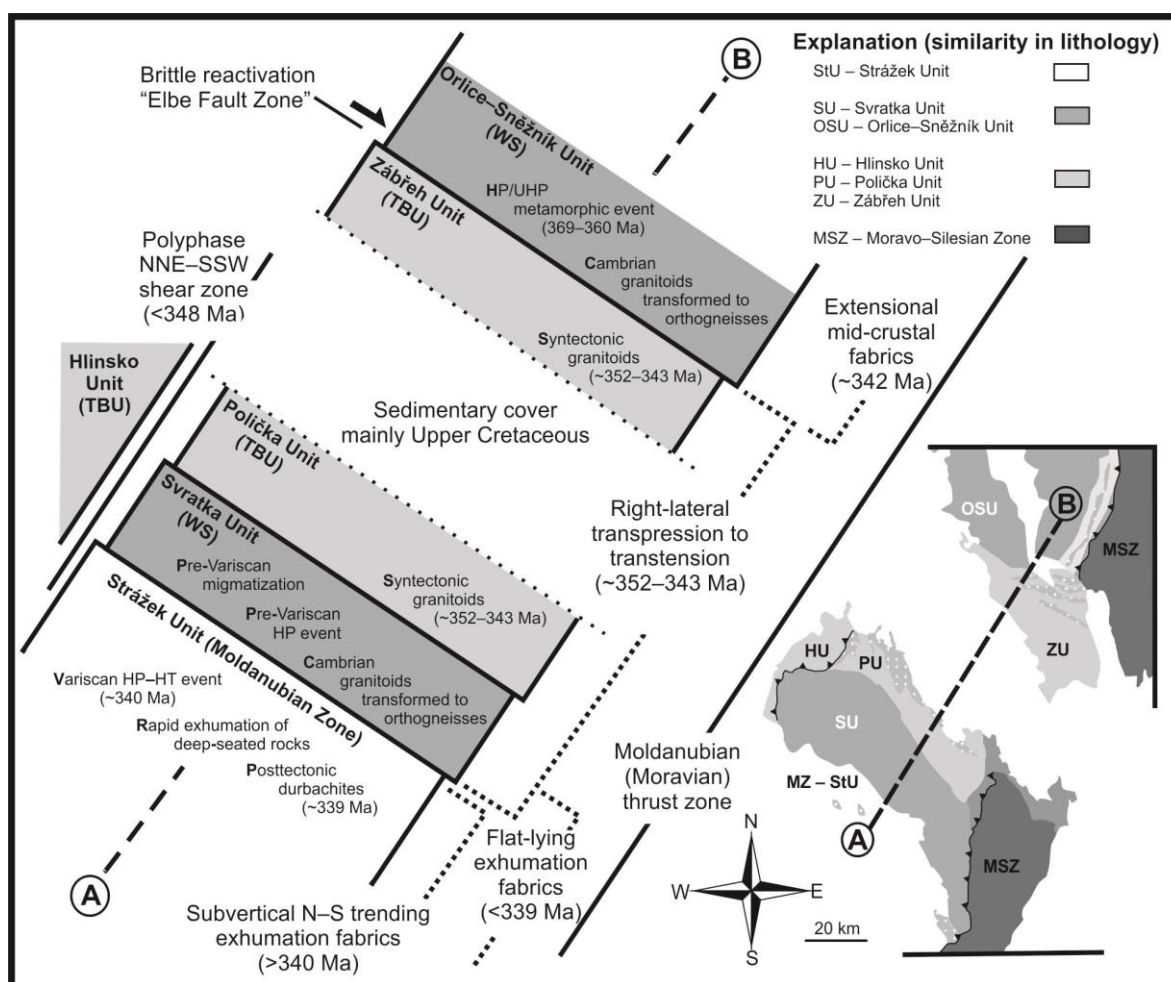 Explanation (similarity in lithology)
StU – Strážek Unit
SU – Svratka Unit
OSU – Orlice–Sněžník Unit
HU – Hlinsko Unit
PU – Polička Unit
ZU – Zábřeh Unit
MSZ – Moravo–Silesian Zone
Brittle reactivation
“Elbe Fault Zone”
B
Orlice–Sněžník Unit
(WS)
HP/UHP
metamorphic event
(369–360 Ma)
Cambrian
granitoids
transformed to
orthogneisses
Zábřeh Unit
(TBU)
Syntectonic
granitoids
(~352–343 Ma)
Polyphase
NNE–SSW
shear zone
(<348 Ma)
Extensional
mid-crustal
fabrics
(~342 Ma)
Hlinsko
Unit
(TBU)
Sedimentary cover
mainly Upper Cretaceous
Polička Unit
(TBU)
Syntectonic
granitoids
(~352–343 Ma)
Right-lateral
transpression to
transtension
(~352–343 Ma)
Svratka Unit
(WS)
Pre-Variscan
migmatization
Pre-Variscan
HP event
Cambrian
granitoids
transformed to
orthogneisses
Strážek Unit (Moldanubian Zone)
Variscan HP–HT event
(~340 Ma)
Rapid exhumation of
deep-seated rocks
Posttectonic
durbachites
(~339 Ma)
A
Subvertical N–S trending
exhumation fabrics
(>340 Ma)
Flat-lying
exhumation
fabrics
(<339 Ma)
Moldanubian
(Moravian)
thrust zone
N
W
E
S
20 km
OSU
B
MSZ
ZU
HU
PU
SU
MZ – StU
A
MSZ